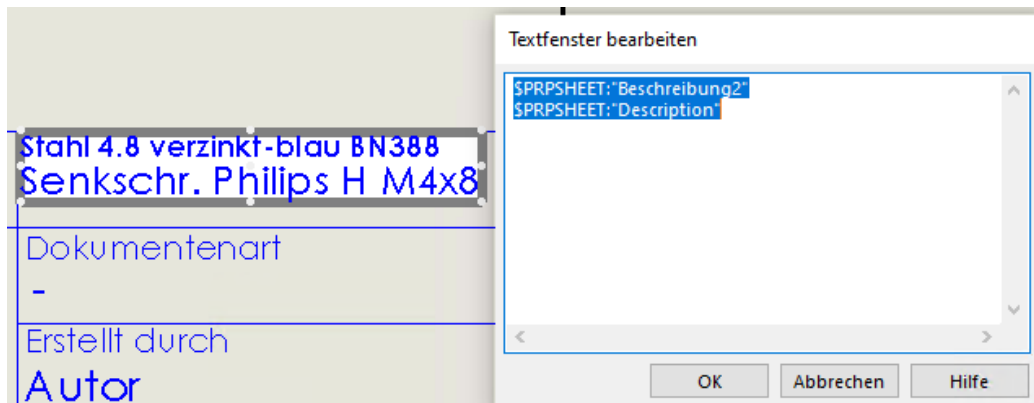 Textfenster bearbeiten
$PRPSHEET:"Beschreibung2"
$PRPSHEET:"Description"
Stahl 4.8 verzinkt-blau BN388
Senkschr. Philips H M4x8
Dokumentenart
-
Erstellt durch
Autor
OK
Abbrechen
Hilfe